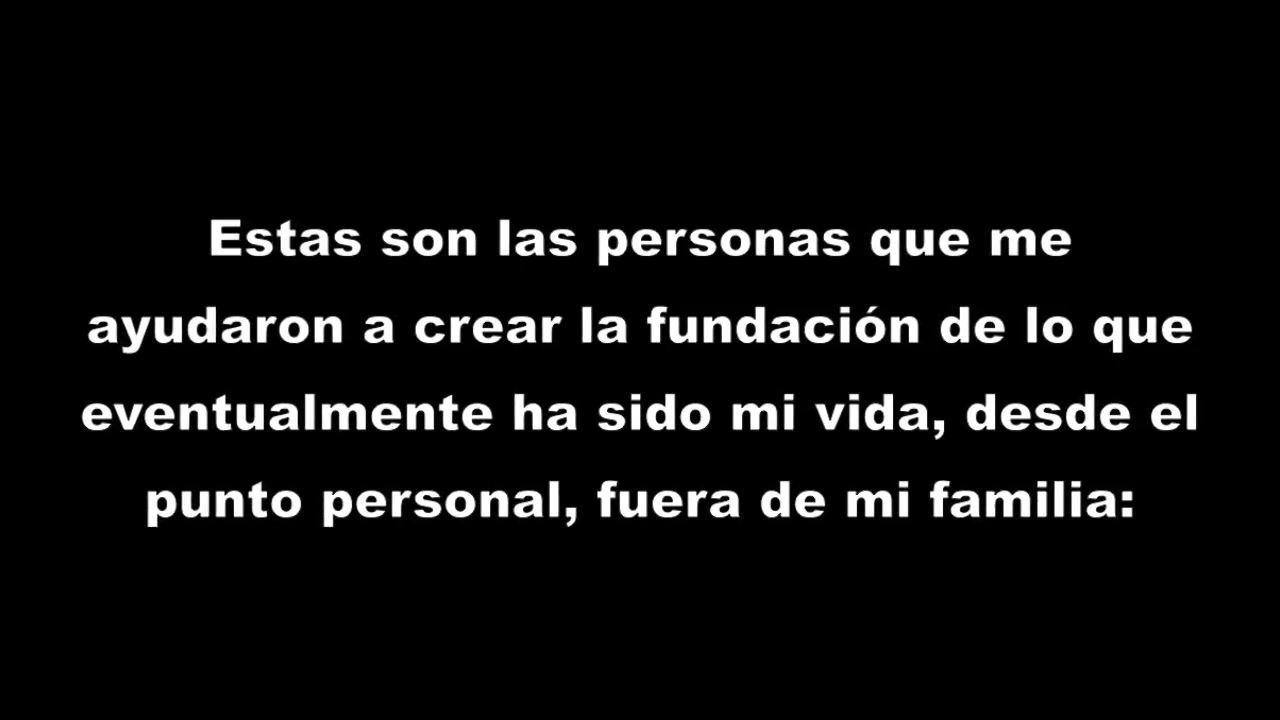 Estas son las personas que me
ayudaron a crear la fundación de lo que
eventualmente ha sido mi vida, desde el
punto personal, fuera de mi familia: